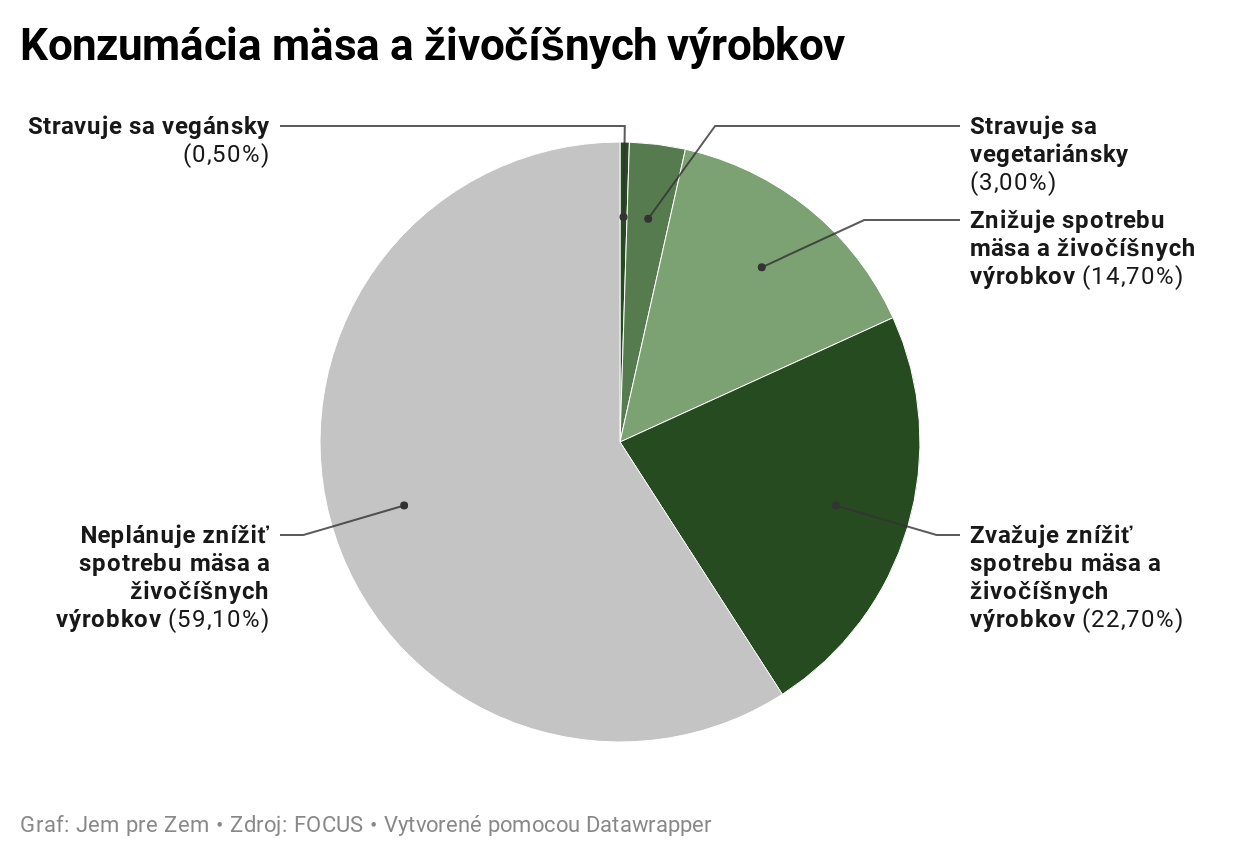 Konzumácia mäsa a živočíšnych výrobkov
Stravuje sa vegánsky
(0,50%)
Stravuje sa
vegetariánsky
(3,00%)
Znižuje spotrebu
mäsa a živočíšnych
výrobkov (14,70%)
Neplánuje znížiť
spotrebu mäsa a
živočíšnych
výrobkov (59,10%)
Zvažuje znížiť
spotrebu mäsa a
živočíšnych
výrobkov (22,70%)
Graf: Jem pre Zem • Zdroj: FOCUS • Vytvorené pomocou Datawrapper